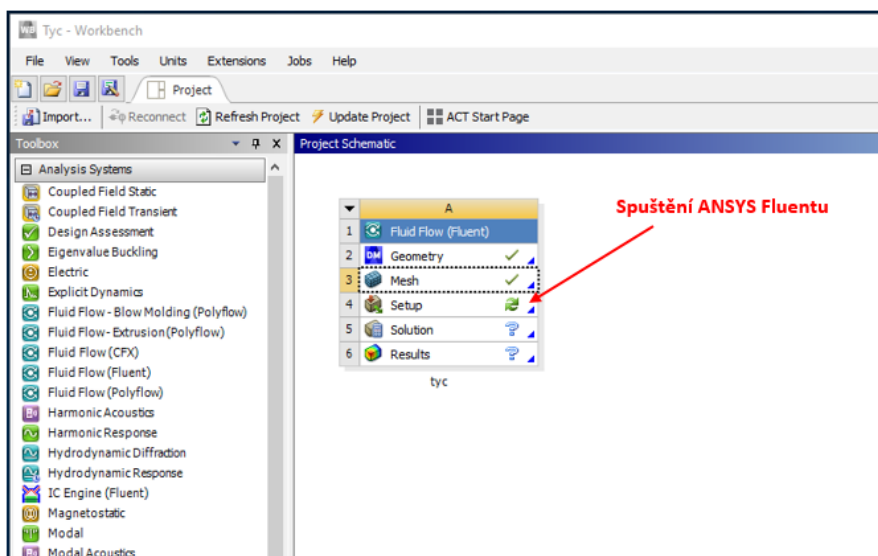 Tyc - Workbench
File View Tools Units Extensions Jobs Help
Project
Import... Reconnect Refresh Project Update Project ACT Start Page
Toolbox
Project Schematic
Analysis Systems
Coupled Field Static
Coupled Field Transient
Design Assessment
Eigenvalue Buckling
Electric
Explicit Dynamics
Fluid Flow - Blow Molding (Polyflow)
Fluid Flow - Extrusion (Polyflow)
Fluid Flow (CFX)
Fluid Flow (Fluent)
Fluid Flow (Polyflow)
Harmonic Acoustics
Harmonic Response
Hydrodynamic Diffraction
Hydrodynamic Response
IC Engine (Fluent)
Magnetostatic
Modal
Modal Acoustics
A
1 Fluid Flow (Fluent)
2 DM Geometry
3 Mesh
4 Setup
5 Solution
6 Results
tyc
Spuštění ANSYS Fluentu